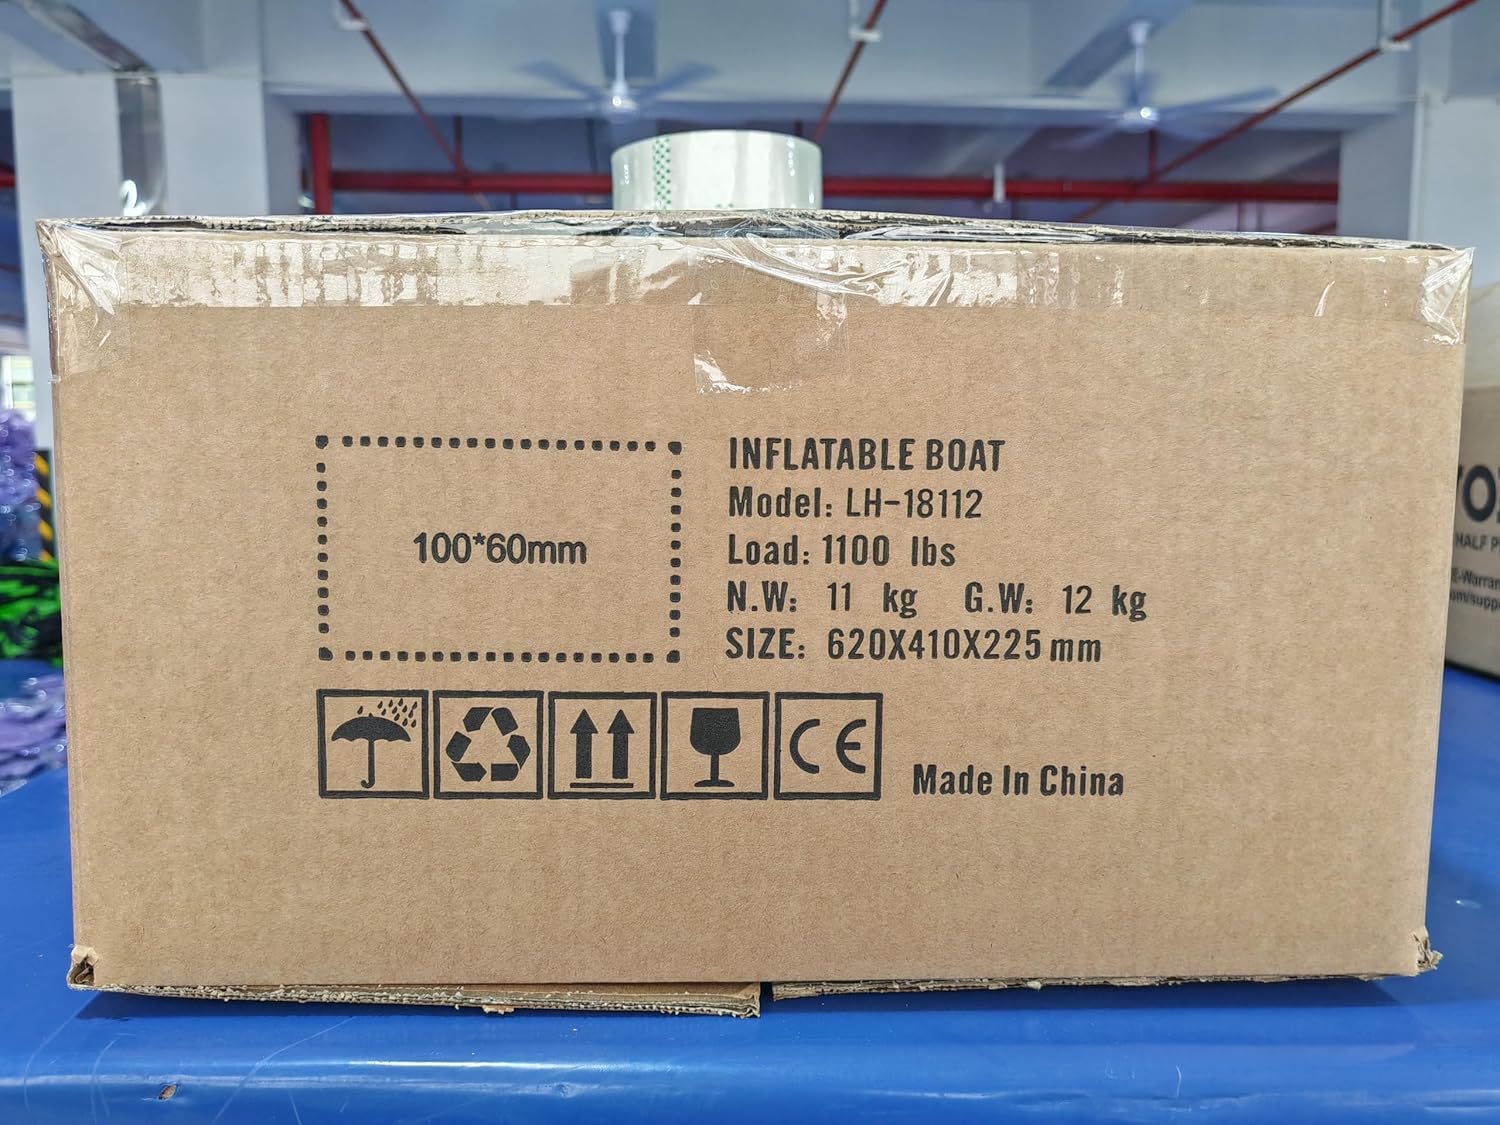 100*60mm
INFLATABLE BOAT
Model: LH-18112
Load: 1100 lbs
N.W: 11 kg G.W: 12 kg
SIZE: 620X410X225 mm
CE
Made In China
HALF